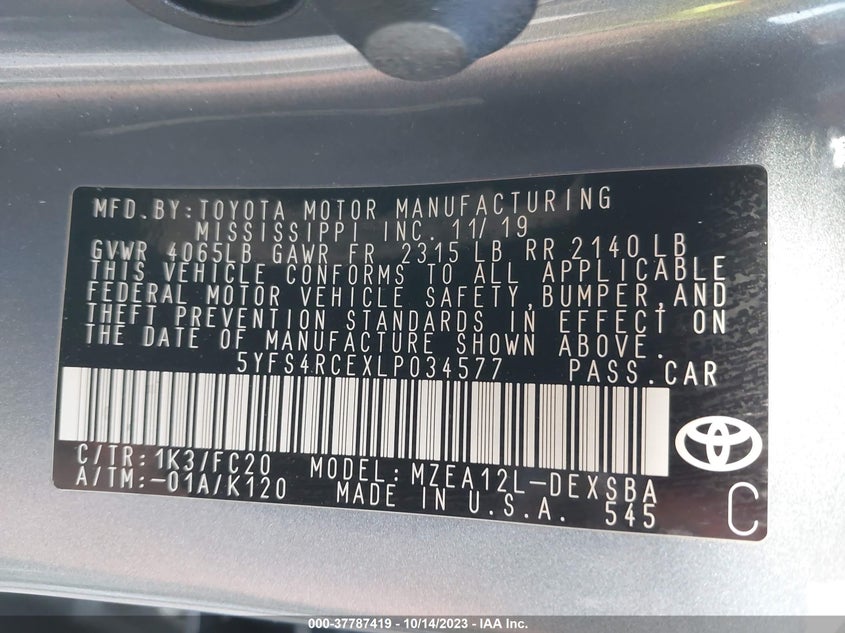 MFD.BY:TOYOTA MOTOR MANUFACTURING
MISSISSIPPI INC. 11/19
GVWR 4065LB GAWR FR 2315 LB RR 2140 LB
THIS VEHICLE CONFORMS TO ALL APPLICABLE
FEDERAL MOTOR VEHICLE SAFETY,BUMPER,AND
THEFT PREVENTION STANDARDS IN EFFECT ON
THE DATE OF MANUFACTURE SHOWN ABOVE.
5YFS4RCEXLP034577 PASS.CAR
C/TR:1K3/FC20 MODEL:MZEA12L-DEXSBA
A/TM:-01A/K120 MADE IN U.S.A. 545
C
000-37787419 - 10/14/2023 - IAA Inc.